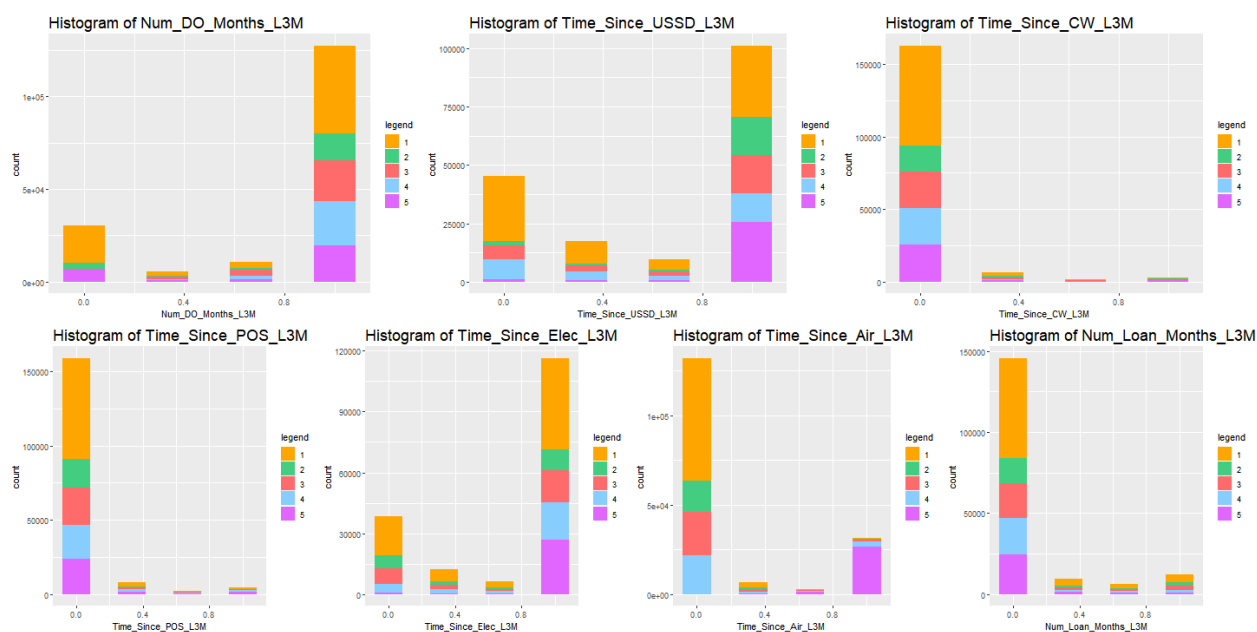 Histogram of Num_DO_Months_L3M
count
1e+05
5e+04
0e+00
0.0
0.4
0.8
Num_DO_Months_L3M
legend
1
2
3
4
5
Histogram of Time_Since_USSD_L3M
count
100000
75000
50000
25000
0
0.0
0.4
0.8
Time_Since_USSD_L3M
legend
1
2
3
4
5
Histogram of Time_Since_CW_L3M
count
150000
100000
50000
0
0.0
0.4
0.8
Time_Since_CW_L3M
legend
1
2
3
4
5
Histogram of Time_Since_POS_L3M
count
150000
100000
50000
0
0.0
0.4
0.8
Time_Since_POS_L3M
legend
1
2
3
4
5
Histogram of Time_Since_Elec_L3M
count
120000
90000
60000
30000
0
0.0
0.4
0.8
Time_Since_Elec_L3M
legend
1
2
3
4
5
Histogram of Time_Since_Air_L3M
count
1e+05
5e+04
0e+00
0.0
0.4
0.8
Time_Since_Air_L3M
legend
1
2
3
4
5
Histogram of Num_Loan_Months_L3M
count
150000
100000
50000
0
0.0
0.4
0.8
Num_Loan_Months_L3M
legend
1
2
3
4
5